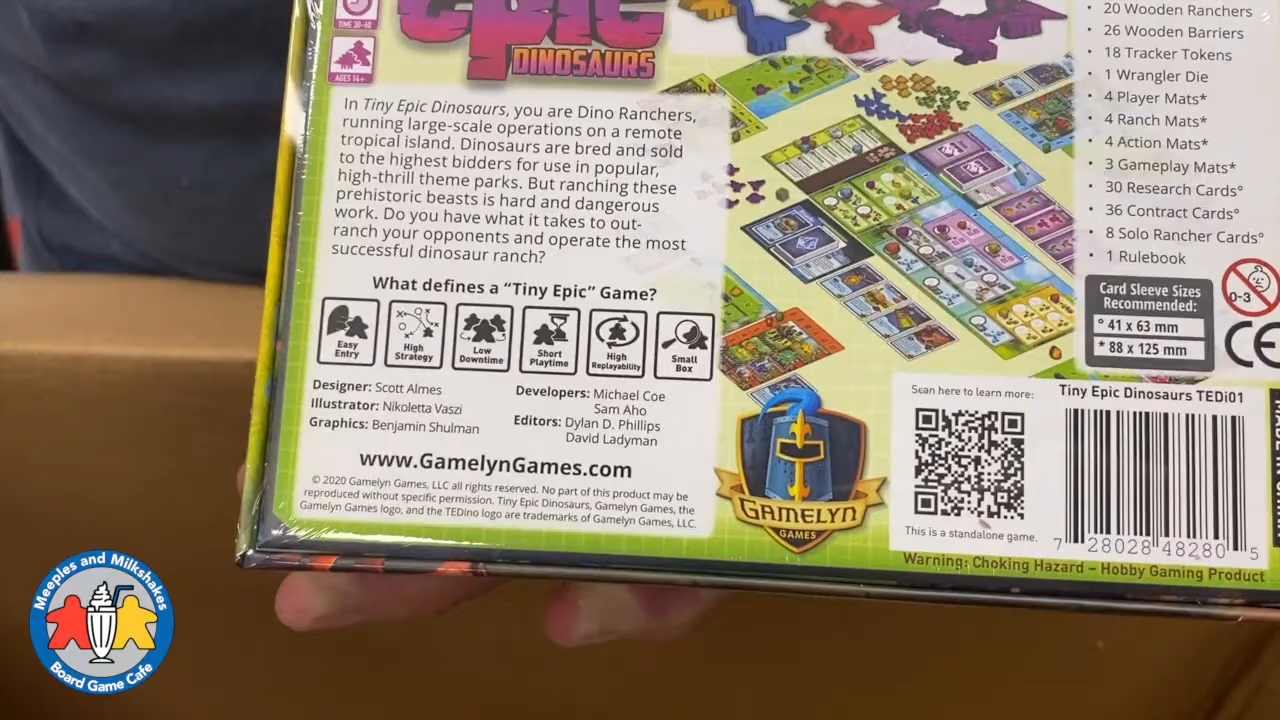 TIME 30-60
AGES 14+
EPIC
DINOSAURS
In Tiny Epic Dinosaurs, you are Dino Ranchers,
running large-scale operations on a remote
tropical island. Dinosaurs are bred and sold
to the highest bidders for use in popular,
high-thrill theme parks. But ranching these
prehistoric beasts is hard and dangerous
work. Do you have what it takes to out-
ranch your opponents and operate the most
successful dinosaur ranch?
What defines a “Tiny Epic” Game?
Easy
Entry
High
Strategy
Low
Downtime
Short
Playtime
High
Replayability
Small
Box
Designer: Scott Almes
Illustrator: Nikoletta Vaszi
Graphics: Benjamin Shulman
Developers: Michael Coe
Sam Aho
Editors: Dylan D. Phillips
David Ladyman
www.GamelynGames.com
© 2020 Gamelyn Games, LLC all rights reserved. No part of this product may be
reproduced without specific permission. Tiny Epic Dinosaurs, Gamelyn Games, the
Gamelyn Games logo, and the TEDino logo are trademarks of Gamelyn Games, LLC.
GAMELYN
GAMES
• 20 Wooden Ranchers
• 26 Wooden Barriers
• 18 Tracker Tokens
• 1 Wrangler Die
• 4 Player Mats*
• 4 Ranch Mats*
• 4 Action Mats*
• 3 Gameplay Mats*
• 30 Research Cards°
• 36 Contract Cards°
• 8 Solo Rancher Cards°
• 1 Rulebook
Card Sleeve Sizes
Recommended:
° 41 x 63 mm
* 88 x 125 mm
0-3
CE
Scan here to learn more:
This is a standalone game.
Tiny Epic Dinosaurs TEDi01
7 28028 48280 5
Warning: Choking Hazard – Hobby Gaming Product
Meeples and Milkshakes
Board Game Cafe